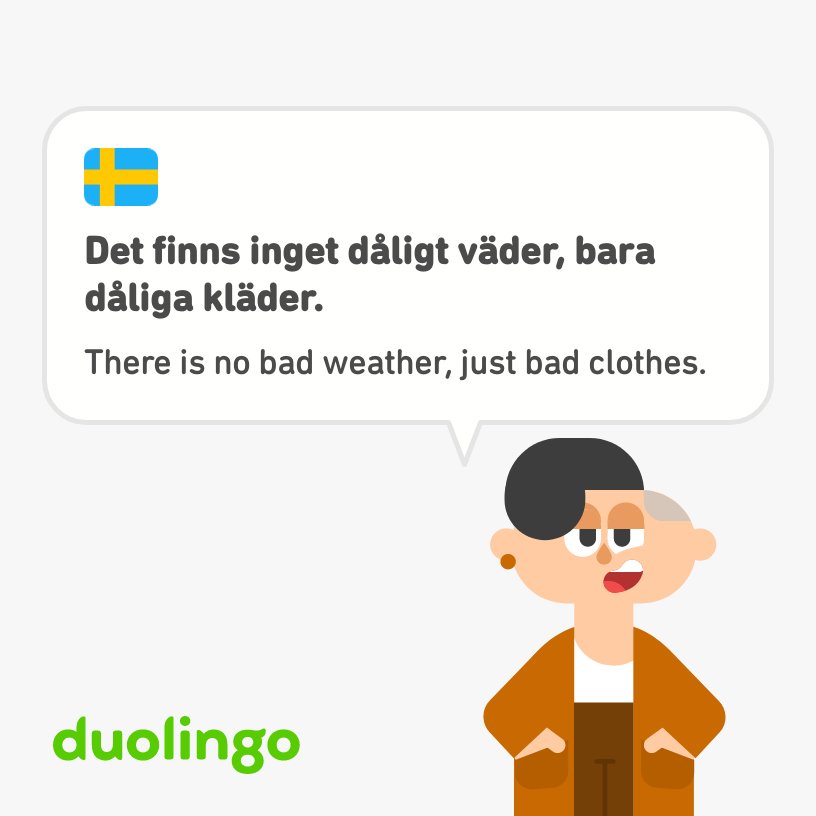 Det finns inget dåligt väder, bara
dåliga kläder.
There is no bad weather, just bad clothes.
duolingo